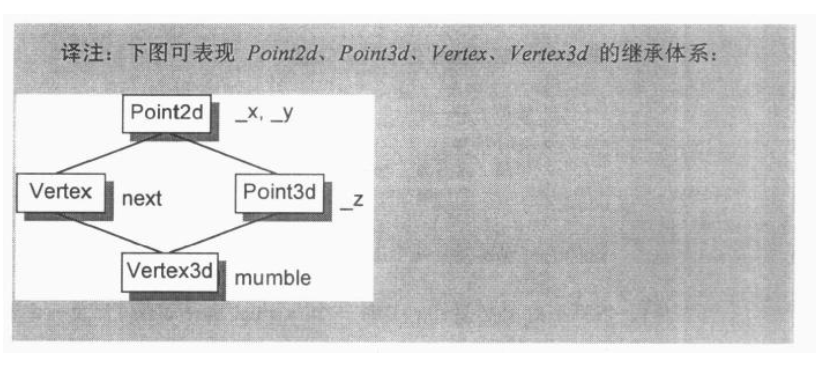 译注：下图可表现 Point2d、Point3d、Vertex、Vertex3d 的继承体系：
Point2d _x, _y
Vertex next Point3d _z
Vertex3d mumble